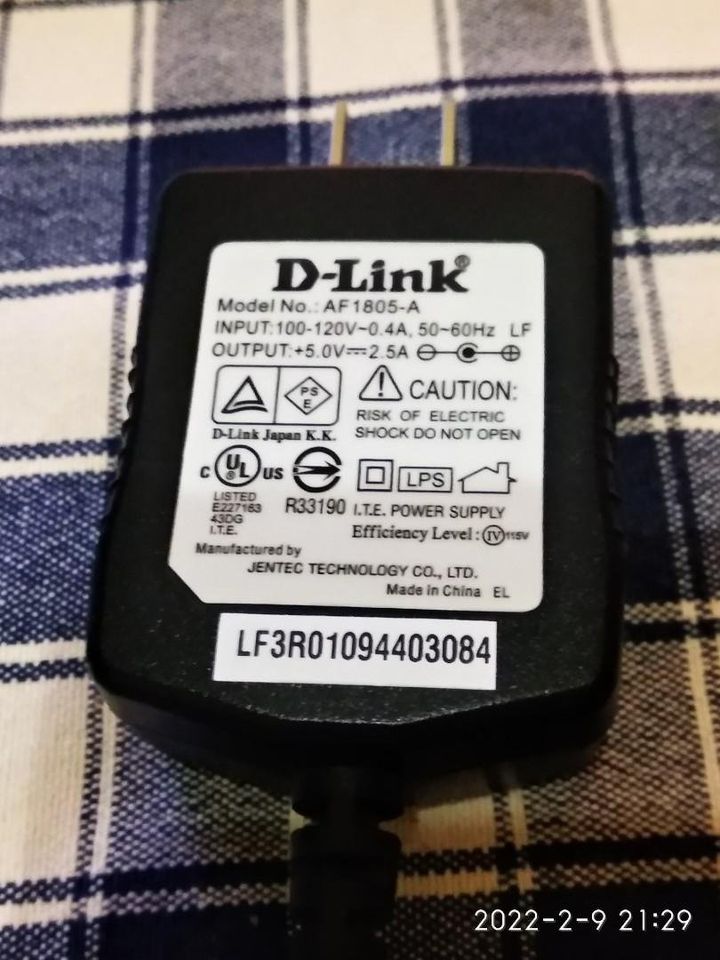 D-Link®
Model No.: AF1805-A
INPUT:100-120V~0.4A, 50~60Hz LF
OUTPUT:+5.0V⎓2.5A
PS
E
CAUTION:
RISK OF ELECTRIC
SHOCK DO NOT OPEN
D-Link Japan K.K.
c UL US
LISTED
E227163
43DG
I.T.E.
R33190
LPS
I.T.E. POWER SUPPLY
Efficiency Level: IV 115V
Manufactured by
JENTEC TECHNOLOGY CO., LTD.
Made in China EL
LF3R01094403084
2022-2-9 21:29